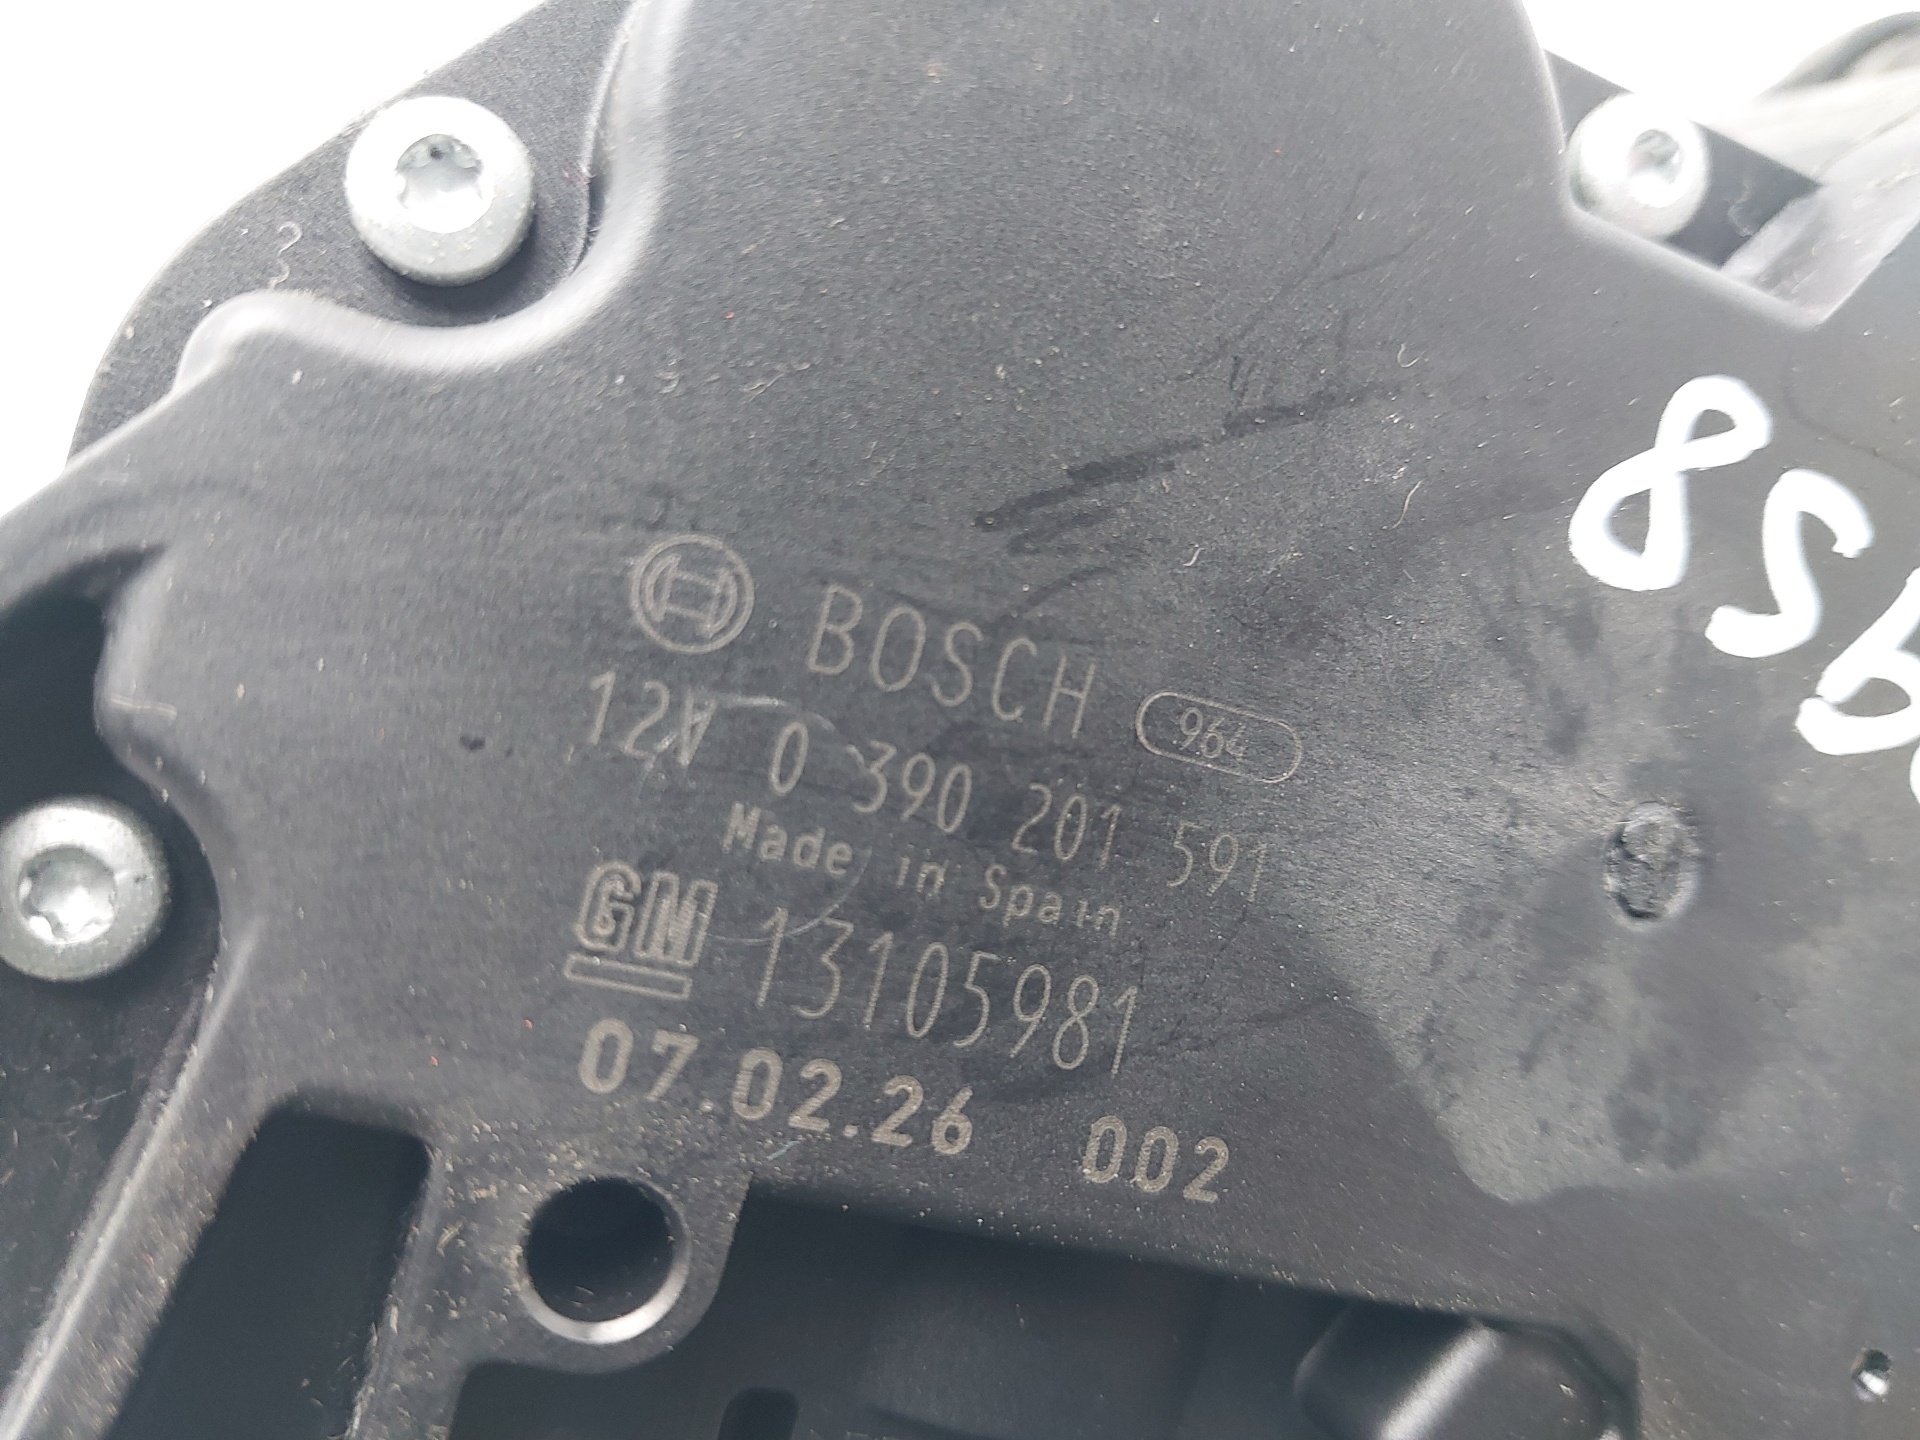 BOSCH 964
12V 0 390 201 591
Made in Spain
GM 13105981
07.02.26 002